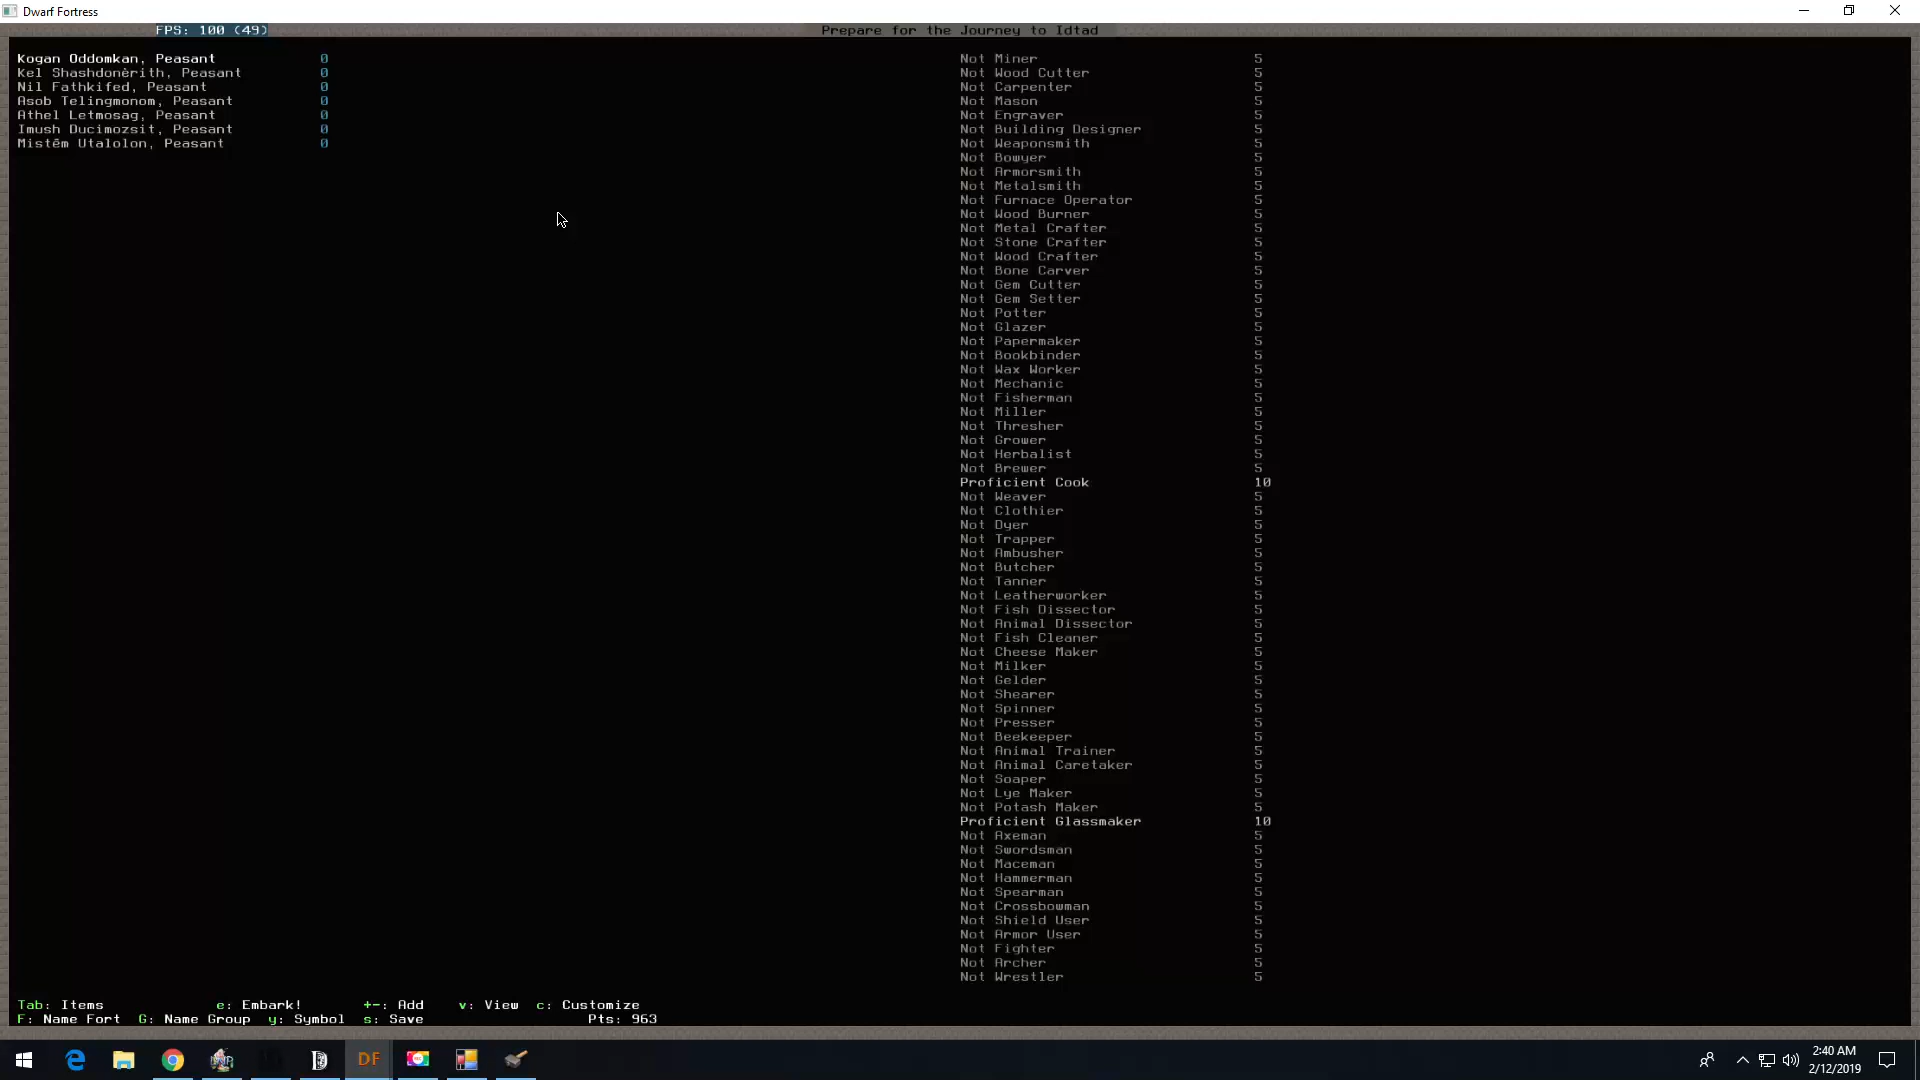 Dwarf Fortress
FPS: 100 (49)
Prepare for the Journey to Idtad
Kogan Oddomkan, Peasant 0
Kel Shashdonèrith, Peasant 0
Nil Fathkifed, Peasant 0
Asob Telingmonom, Peasant 0
Athel Letmosag, Peasant 0
Imush Ducimozsit, Peasant 0
Mistêm Utalolon, Peasant 0
Not Miner 5
Not Wood Cutter 5
Not Carpenter 5
Not Mason 5
Not Engraver 5
Not Building Designer 5
Not Weaponsmith 5
Not Bowyer 5
Not Armorsmith 5
Not Metalsmith 5
Not Furnace Operator 5
Not Wood Burner 5
Not Metal Crafter 5
Not Stone Crafter 5
Not Wood Crafter 5
Not Bone Carver 5
Not Gem Cutter 5
Not Gem Setter 5
Not Potter 5
Not Glazer 5
Not Papermaker 5
Not Bookbinder 5
Not Wax Worker 5
Not Mechanic 5
Not Fisherman 5
Not Miller 5
Not Thresher 5
Not Grower 5
Not Herbalist 5
Not Brewer 5
Proficient Cook 10
Not Weaver 5
Not Clothier 5
Not Dyer 5
Not Trapper 5
Not Ambusher 5
Not Butcher 5
Not Tanner 5
Not Leatherworker 5
Not Fish Dissector 5
Not Animal Dissector 5
Not Fish Cleaner 5
Not Cheese Maker 5
Not Milker 5
Not Gelder 5
Not Shearer 5
Not Spinner 5
Not Presser 5
Not Beekeeper 5
Not Animal Trainer 5
Not Animal Caretaker 5
Not Soaper 5
Not Lye Maker 5
Not Potash Maker 5
Proficient Glassmaker 10
Not Axeman 5
Not Swordsman 5
Not Maceman 5
Not Hammerman 5
Not Spearman 5
Not Crossbowman 5
Not Shield User 5
Not Armor User 5
Not Fighter 5
Not Archer 5
Not Wrestler 5
Tab: Items e: Embark! +-: Add v: View c: Customize
F: Name Fort G: Name Group y: Symbol s: Save Pts: 963
DF
2:40 AM
2/12/2019